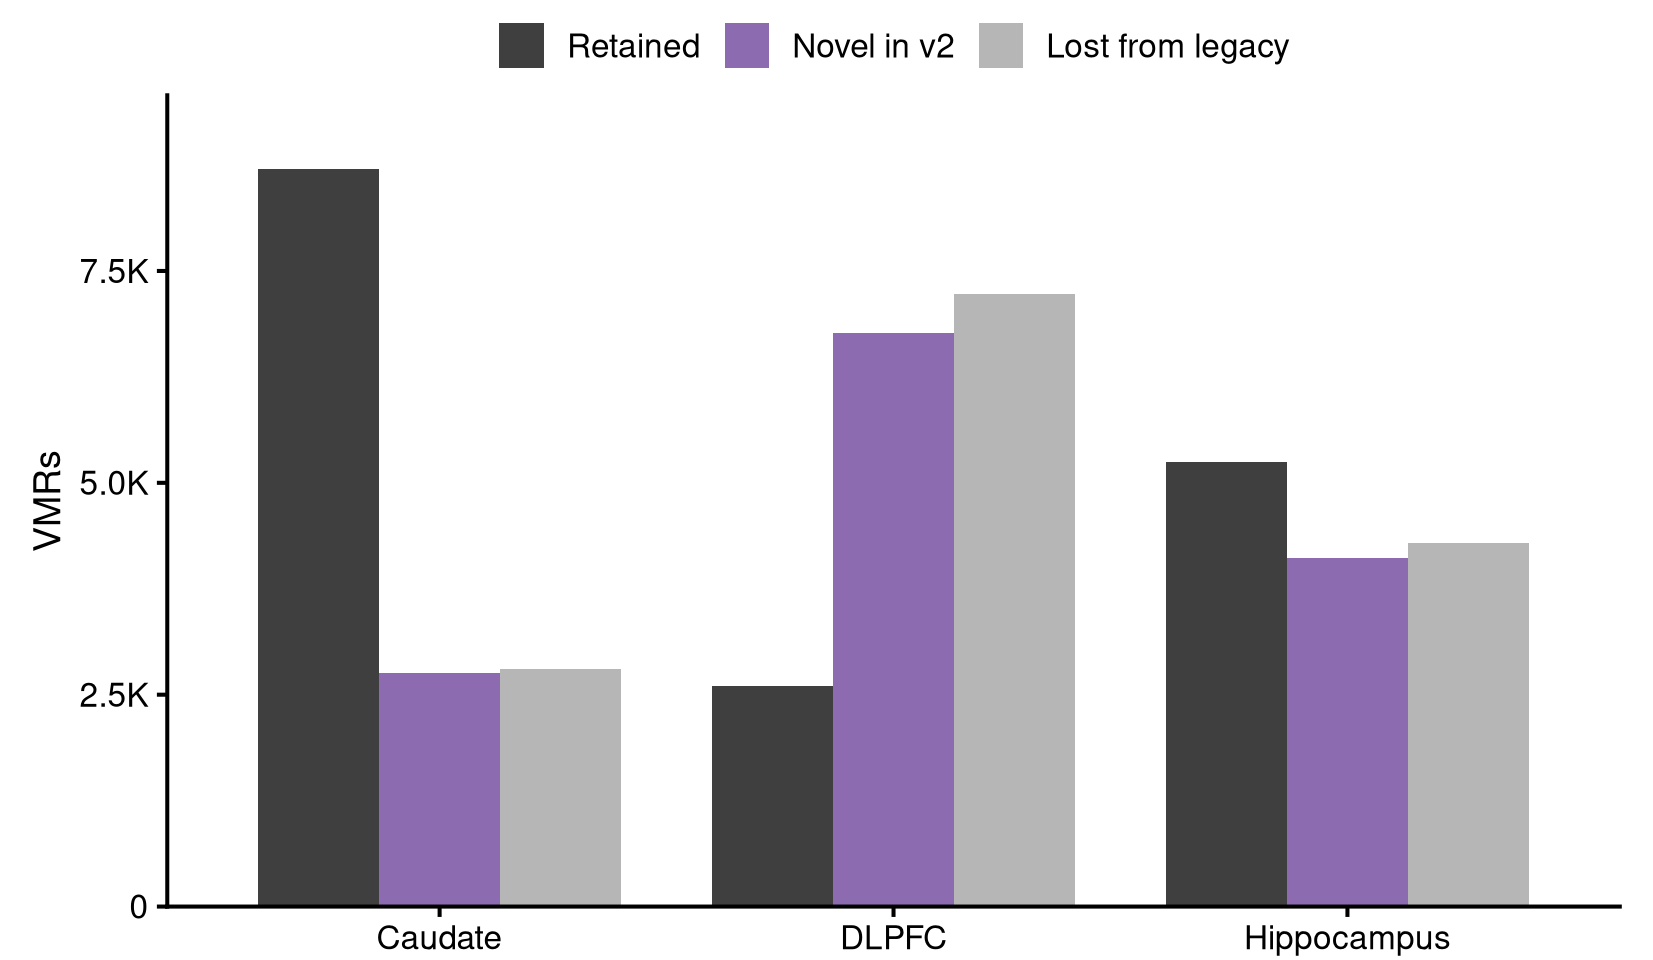 Retained Novel in v2 Lost from legacy
7.5K
5.0K
2.5K
0
VMRs
Caudate DLPFC Hippocampus